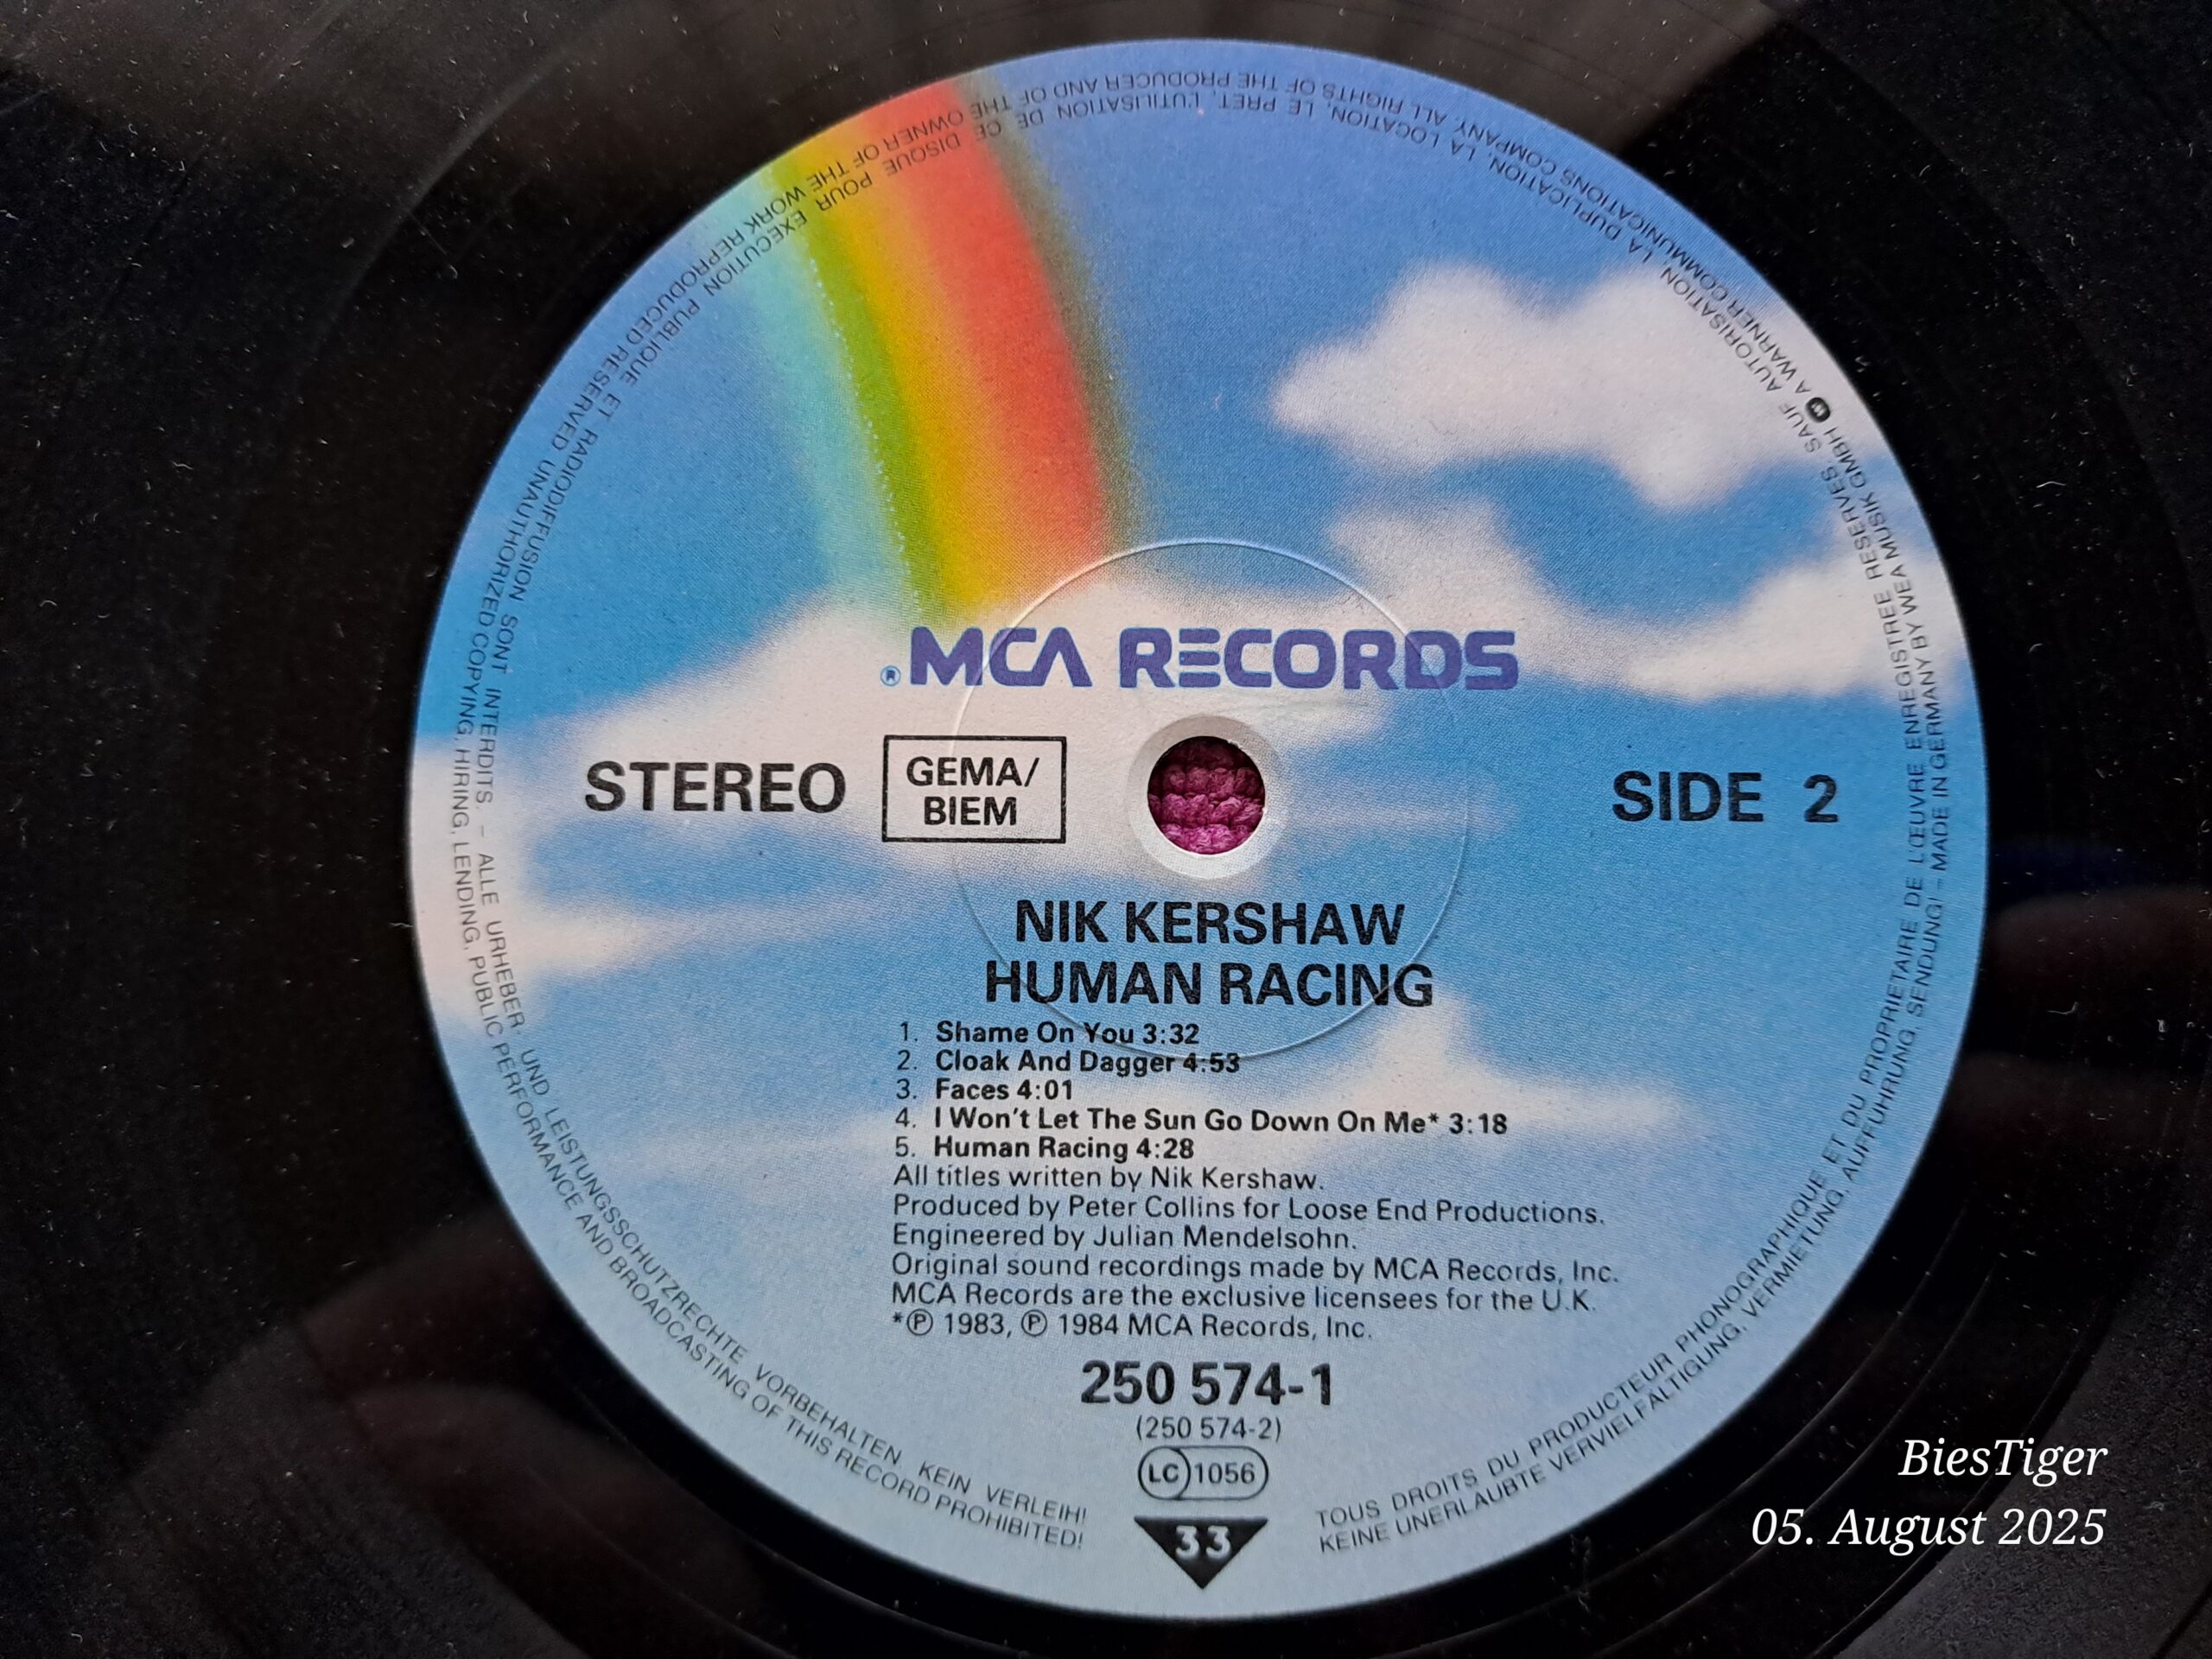 ® MCA RECORDS
STEREO
GEMA/
BIEM
SIDE 2
NIK KERSHAW
HUMAN RACING
1. Shame On You 3:32
2. Cloak And Dagger 4:53
3. Faces 4:01
4. I Won't Let The Sun Go Down On Me* 3:18
5. Human Racing 4:28
All titles written by Nik Kershaw.
Produced by Peter Collins for Loose End Productions.
Engineered by Julian Mendelsohn.
Original sound recordings made by MCA Records, Inc.
MCA Records are the exclusive licensees for the U.K.
*℗ 1983, ℗ 1984 MCA Records, Inc.
250 574-1
(250 574-2)
LC 1056
33
TOUS DROITS DU PRODUCTEUR PHONOGRAPHIQUE ET DU PROPRIETAIRE DE L'ŒUVRE ENREGISTREE RESERVES SAUF AUTORISATION, LA DUPLICATION, LA LOCATION, LE PRET, L'UTILISATION DE CE DISQUE POUR EXECUTION PUBLIQUE ET RADIODIFFUSION SONT INTERDITS. – ALLE URHEBER- UND LEISTUNGSSCHUTZRECHTE VORBEHALTEN KEIN VERLEIH!
KEINE UNERLAUBTE VERVIELFALTIGUNG, VERMIETUNG, AUFFÜHRUNG, SENDUNG! – MADE IN GERMANY BY WEA MUSIK GMBH A WARNER COMMUNICATIONS COMPANY. ALL RIGHTS OF THE PRODUCER AND OF THE OWNER OF THE WORK REPRODUCED RESERVED UNAUTHORIZED COPYING, HIRING, LENDING, PUBLIC PERFORMANCE AND BROADCASTING OF THIS RECORD PROHIBITED!
BiesTiger
05. August 2025